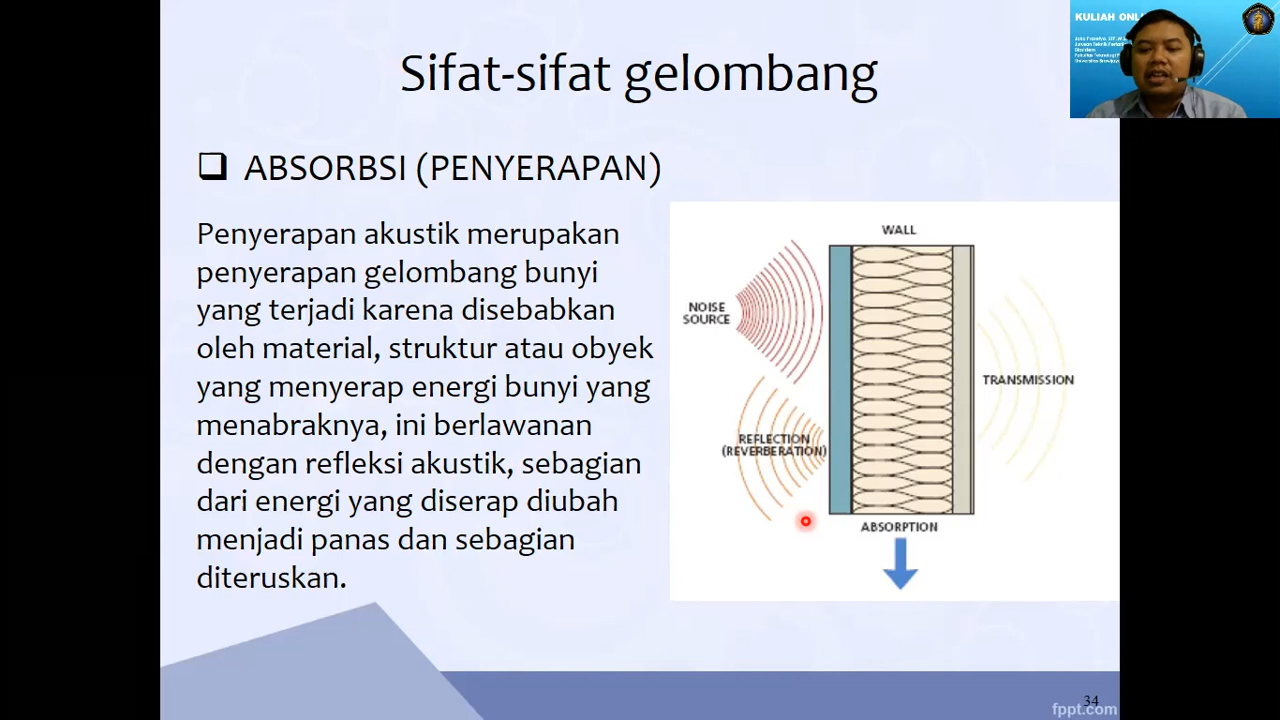 Sifat-sifat gelombang
KULIAH ONL
ABSORBSI (PENYERAPAN)
Penyerapan akustik merupakan
penyerapan gelombang bunyi
yang terjadi karena disebabkan
oleh material, struktur atau obyek
yang menyerap energi bunyi yang
menabraknya, ini berlawanan
dengan refleksi akustik, sebagian
dari energi yang diserap diubah
menjadi panas dan sebagian
diteruskan.
WALL
NOISE
SOURCE
TRANSMISSION
REFLECTION
(REVERBERATION)
ABSORPTION
34
fppt.com